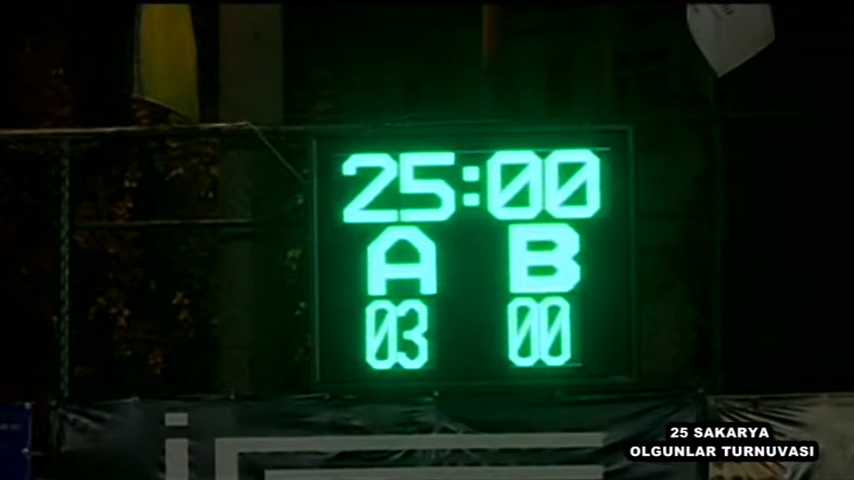 25:00
A B
03 00
25 SAKARYA
OLGUNLAR TURNUVASI